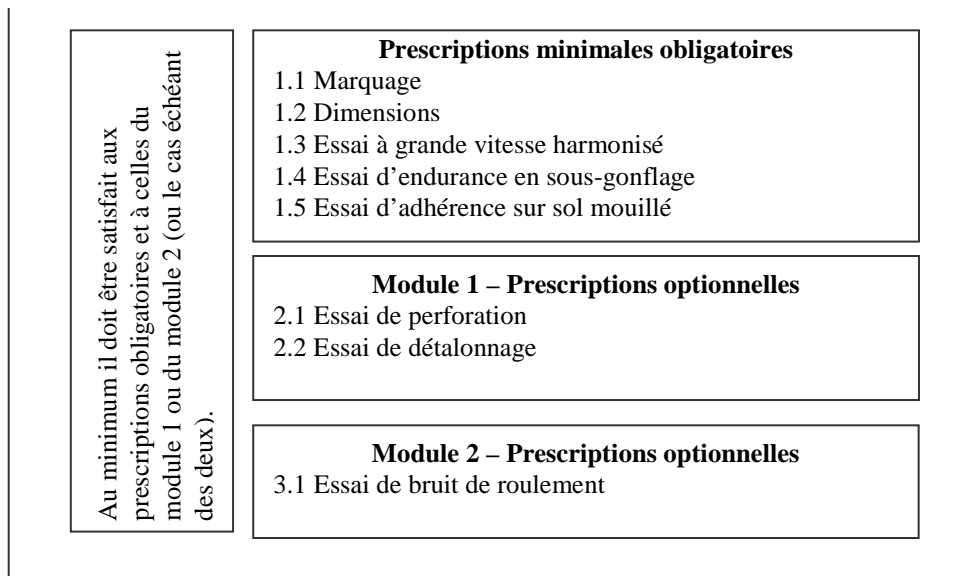 Au minimum il doit être satisfait aux
prescriptions obligatoires et à celles du
module 1 ou du module 2 (ou le cas échéant
des deux).
Prescriptions minimales obligatoires
1.1 Marquage
1.2 Dimensions
1.3 Essai à grande vitesse harmonisé
1.4 Essai d’endurance en sous-gonflage
1.5 Essai d’adhérence sur sol mouillé
Module 1 – Prescriptions optionnelles
2.1 Essai de perforation
2.2 Essai de détalonnage
Module 2 – Prescriptions optionnelles
3.1 Essai de bruit de roulement